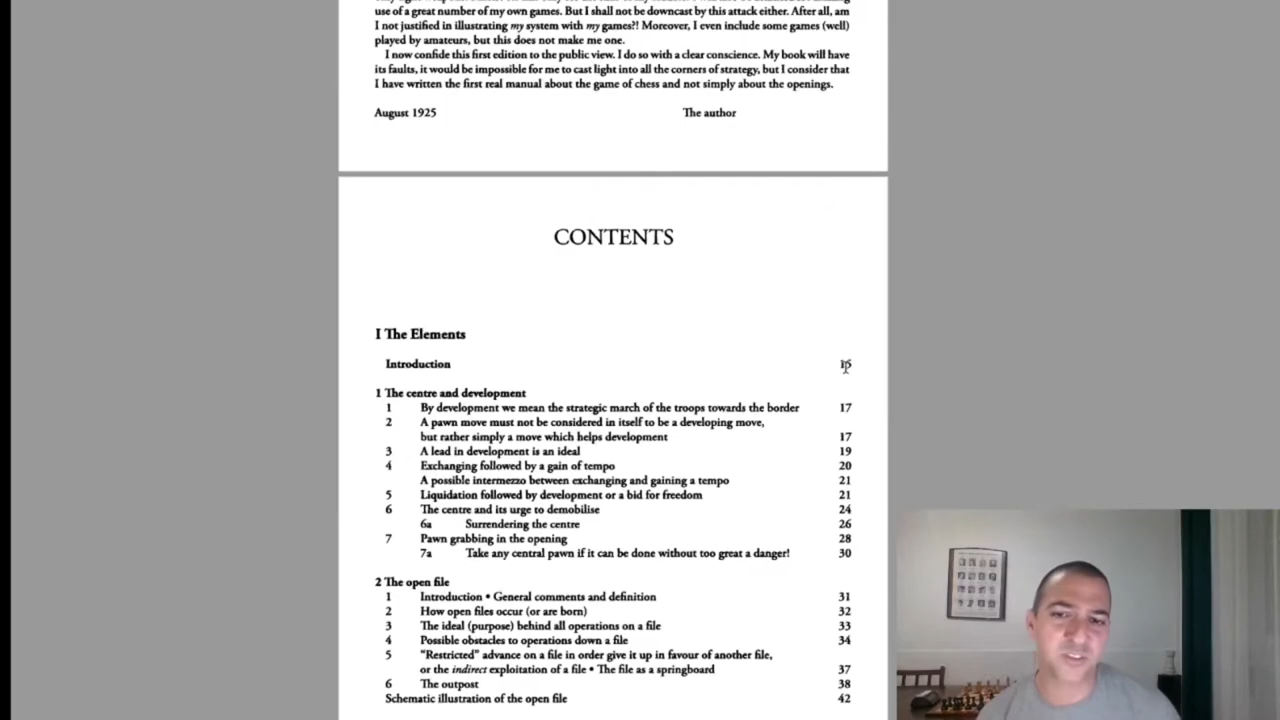 use of a great number of my own games. But I shall not be downcast by this attack either. After all, am
I not justified in illustrating my system with my games?! Moreover, I even include some games (well)
played by amateurs, but this does not make me one.
I now confide this first edition to the public view. I do so with a clear conscience. My book will have
its faults, it would be impossible for me to cast light into all the corners of strategy, but I consider that
I have written the first real manual about the game of chess and not simply about the openings.
August 1925 The author
CONTENTS
I The Elements
Introduction 15
1 The centre and development
1 By development we mean the strategic march of the troops towards the border 17
2 A pawn move must not be considered in itself to be a developing move,
but rather simply a move which helps development 17
3 A lead in development is an ideal 19
4 Exchanging followed by a gain of tempo 20
A possible intermezzo between exchanging and gaining a tempo 21
5 Liquidation followed by development or a bid for freedom 21
6 The centre and its urge to demobilise 24
6a Surrendering the centre 26
7 Pawn grabbing in the opening 28
7a Take any central pawn if it can be done without too great a danger! 30
2 The open file
1 Introduction • General comments and definition 31
2 How open files occur (or are born) 32
3 The ideal (purpose) behind all operations on a file 33
4 Possible obstacles to operations down a file 34
5 “Restricted” advance on a file in order give it up in favour of another file,
or the indirect exploitation of a file • The file as a springboard 37
6 The outpost 38
Schematic illustration of the open file 42